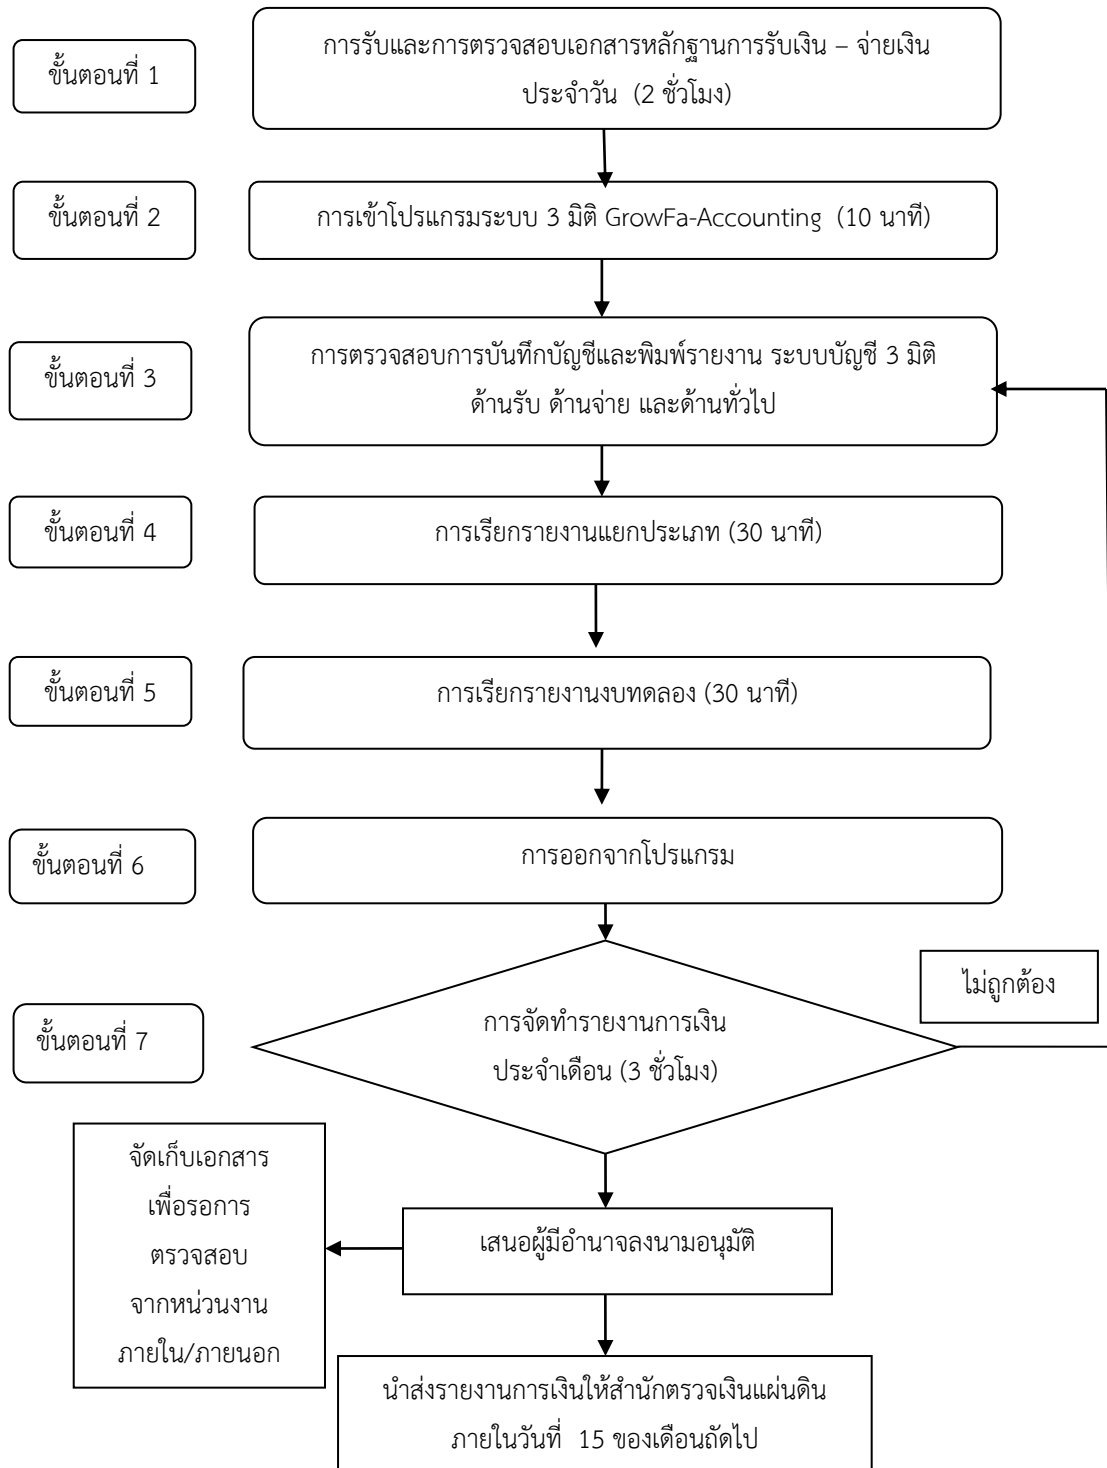 ขั้นตอนที่ 1
การรับและการตรวจสอบเอกสารหลักฐานการรับเงิน – จ่ายเงิน
ประจำวัน (2 ชั่วโมง)
ขั้นตอนที่ 2
การเข้าโปรแกรมระบบ 3 มิติ GrowFa-Accounting (10 นาที)
ขั้นตอนที่ 3
การตรวจสอบการบันทึกบัญชีและพิมพ์รายงาน ระบบบัญชี 3 มิติ
ด้านรับ ด้านจ่าย และด้านทั่วไป
ขั้นตอนที่ 4
การเรียกรายงานแยกประเภท (30 นาที)
ขั้นตอนที่ 5
การเรียกรายงานงบทดลอง (30 นาที)
ขั้นตอนที่ 6
การออกจากโปรแกรม
ไม่ถูกต้อง
ขั้นตอนที่ 7
การจัดทำรายงานการเงิน
ประจำเดือน (3 ชั่วโมง)
จัดเก็บเอกสาร
เพื่อรอการ
ตรวจสอบ
จากหน่วนงาน
ภายใน/ภายนอก
เสนอผู้มีอำนาจลงนามอนุมัติ
นำส่งรายงานการเงินให้สำนักตรวจเงินแผ่นดิน
ภายในวันที่ 15 ของเดือนถัดไป